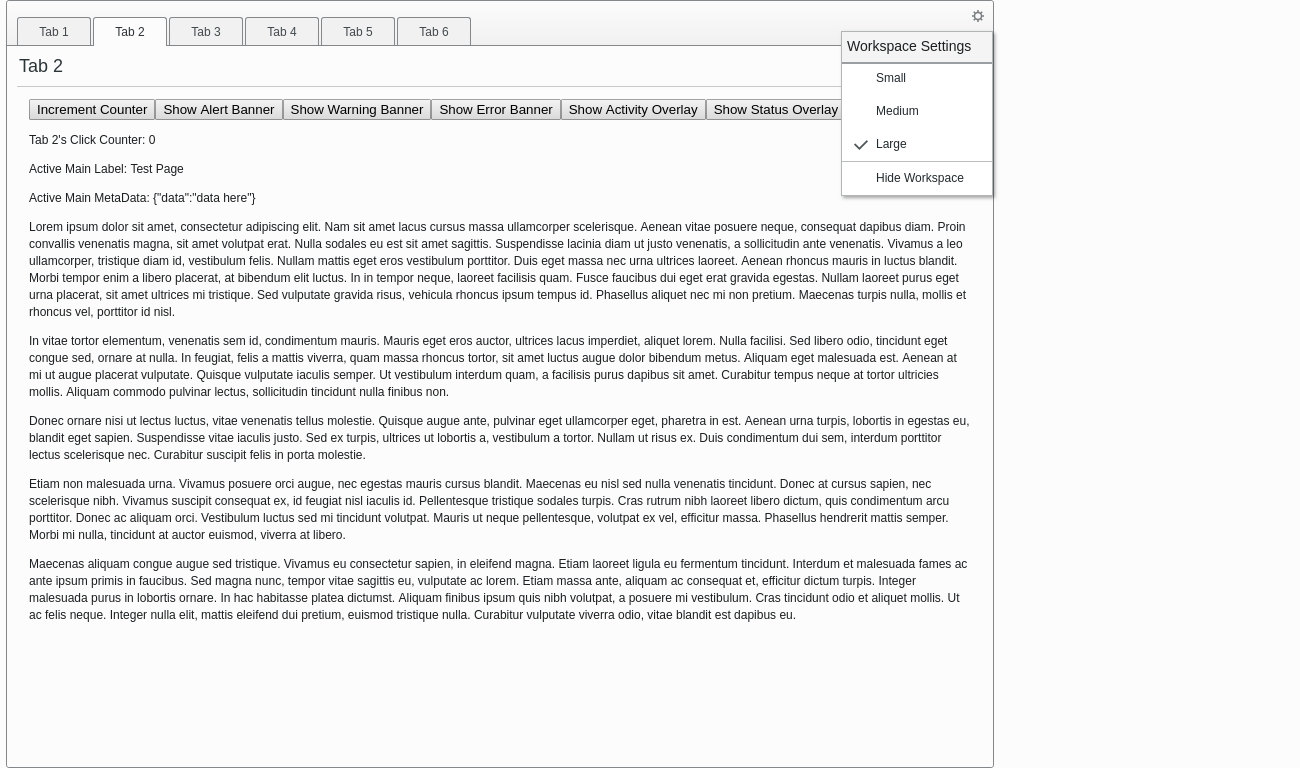 Tab 1 Tab 2 Tab 3 Tab 4 Tab 5 Tab 6
Workspace Settings
Small
Medium
Large
Hide Workspace
Tab 2
Increment Counter Show Alert Banner Show Warning Banner Show Error Banner Show Activity Overlay Show Status Overlay
Tab 2's Click Counter: 0
Active Main Label: Test Page
Active Main MetaData: {"data":"data here"}
Lorem ipsum dolor sit amet, consectetur adipiscing elit. Nam sit amet lacus cursus massa ullamcorper scelerisque. Aenean vitae posuere neque, consequat dapibus diam. Proin
convallis venenatis magna, sit amet volutpat erat. Nulla sodales eu est sit amet sagittis. Suspendisse lacinia diam ut justo venenatis, a sollicitudin ante venenatis. Vivamus a leo
ullamcorper, tristique diam id, vestibulum felis. Nullam mattis eget eros vestibulum porttitor. Duis eget massa nec urna ultrices laoreet. Aenean rhoncus mauris in luctus blandit.
Morbi tempor enim a libero placerat, at bibendum elit luctus. In in tempor neque, laoreet facilisis quam. Fusce faucibus dui eget erat gravida egestas. Nullam laoreet purus eget
urna placerat, sit amet ultrices mi tristique. Sed vulputate gravida risus, vehicula rhoncus ipsum tempus id. Phasellus aliquet nec mi non pretium. Maecenas turpis nulla, mollis et
rhoncus vel, porttitor id nisl.
In vitae tortor elementum, venenatis sem id, condimentum mauris. Mauris eget eros auctor, ultrices lacus imperdiet, aliquet lorem. Nulla facilisi. Sed libero odio, tincidunt eget
congue sed, ornare at nulla. In feugiat, felis a mattis viverra, quam massa rhoncus tortor, sit amet luctus augue dolor bibendum metus. Aliquam eget malesuada est. Aenean at
mi ut augue placerat vulputate. Quisque vulputate iaculis semper. Ut vestibulum interdum quam, a facilisis purus dapibus sit amet. Curabitur tempus neque at tortor ultricies
mollis. Aliquam commodo pulvinar lectus, sollicitudin tincidunt nulla finibus non.
Donec ornare nisi ut lectus luctus, vitae venenatis tellus molestie. Quisque augue ante, pulvinar eget ullamcorper eget, pharetra in est. Aenean urna turpis, lobortis in egestas eu,
blandit eget sapien. Suspendisse vitae iaculis justo. Sed ex turpis, ultrices ut lobortis a, vestibulum a tortor. Nullam ut risus ex. Duis condimentum dui sem, interdum porttitor
lectus scelerisque nec. Curabitur suscipit felis in porta molestie.
Etiam non malesuada urna. Vivamus posuere orci augue, nec egestas mauris cursus blandit. Maecenas eu nisl sed nulla venenatis tincidunt. Donec at cursus sapien, nec
scelerisque nibh. Vivamus suscipit consequat ex, id feugiat nisl iaculis id. Pellentesque tristique sodales turpis. Cras rutrum nibh laoreet libero dictum, quis condimentum arcu
porttitor. Donec ac aliquam orci. Vestibulum luctus sed mi tincidunt volutpat. Mauris ut neque pellentesque, volutpat ex vel, efficitur massa. Phasellus hendrerit mattis semper.
Morbi mi nulla, tincidunt at auctor euismod, viverra at libero.
Maecenas aliquam congue augue sed tristique. Vivamus eu consectetur sapien, in eleifend magna. Etiam laoreet ligula eu fermentum tincidunt. Interdum et malesuada fames ac
ante ipsum primis in faucibus. Sed magna nunc, tempor vitae sagittis eu, vulputate ac lorem. Etiam massa ante, aliquam ac consequat et, efficitur dictum turpis. Integer
malesuada purus in lobortis ornare. In hac habitasse platea dictumst. Aliquam finibus ipsum quis nibh volutpat, a posuere mi vestibulum. Cras tincidunt odio et aliquet mollis. Ut
ac felis neque. Integer nulla elit, mattis eleifend dui pretium, euismod tristique nulla. Curabitur vulputate viverra odio, vitae blandit est dapibus eu.